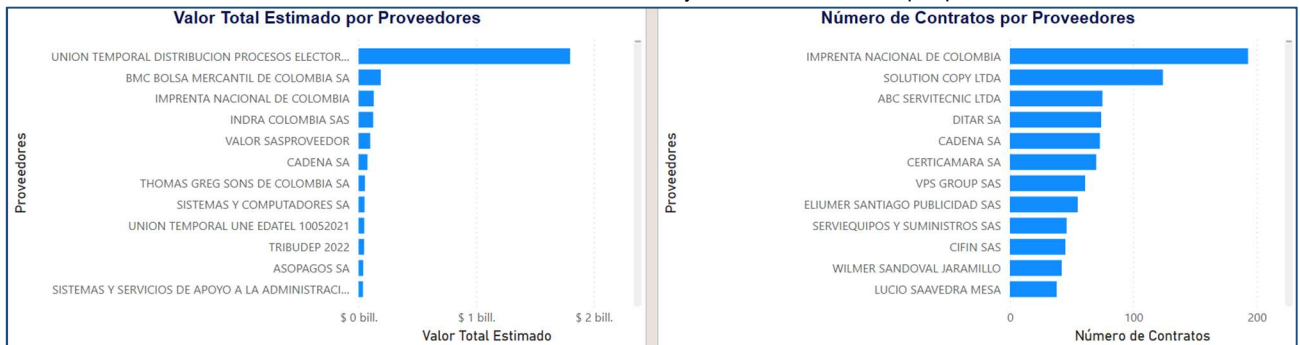 Valor Total Estimado por Proveedores
Proveedores
UNION TEMPORAL DISTRIBUCION PROCESOS ELECTOR...
BMC BOLSA MERCANTIL DE COLOMBIA SA
IMPRENTA NACIONAL DE COLOMBIA
INDRA COLOMBIA SAS
VALOR SASPROVEEDOR
CADENA SA
THOMAS GREG SONS DE COLOMBIA SA
SISTEMAS Y COMPUTADORES SA
UNION TEMPORAL UNE EDATEL 10052021
TRIBUDEP 2022
ASOPAGOS SA
SISTEMAS Y SERVICIOS DE APOYO A LA ADMINISTRACI...
$ 0 bill. $ 1 bill. $ 2 bill.
Valor Total Estimado
Número de Contratos por Proveedores
Proveedores
IMPRENTA NACIONAL DE COLOMBIA
SOLUTION COPY LTDA
ABC SERVITECNIC LTDA
DITAR SA
CADENA SA
CERTICAMARA SA
VPS GROUP SAS
ELIUMER SANTIAGO PUBLICIDAD SAS
SERVIEQUIPOS Y SUMINISTROS SAS
CIFIN SAS
WILMER SANDOVAL JARAMILLO
LUCIO SAAVEDRA MESA
0 100 200
Número de Contratos